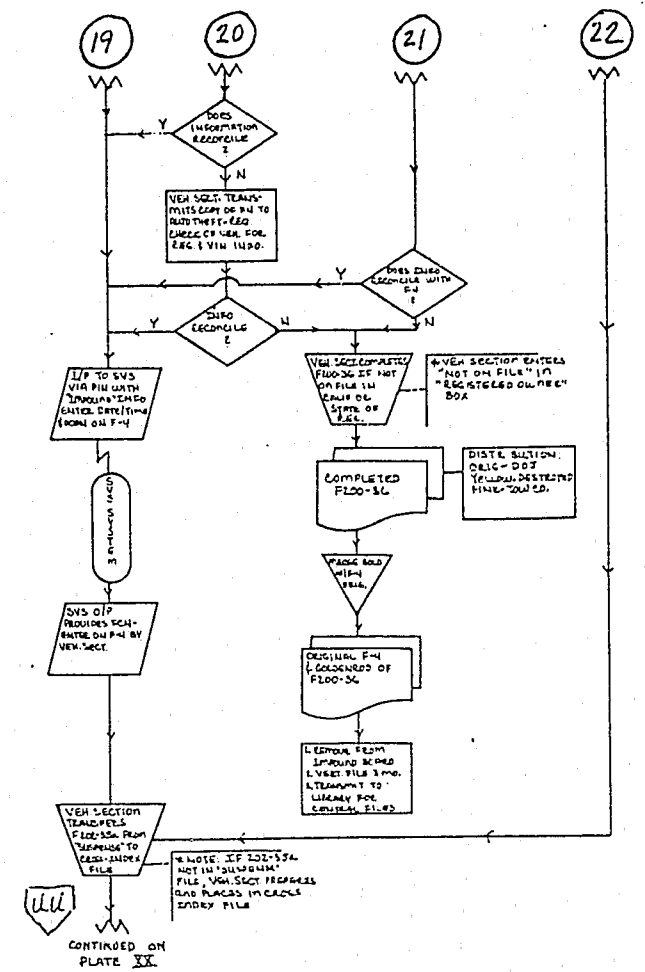 19
20
21
22
DOES
INFORMATION
RECONCILE
?
Y
N
VEH. SECT. TRANS-
MITS COPY OF F-4 TO
AUTO THEFT-REQ.
CHECK OF VEH. FOR
REG. & VIN INFO.
DOES INFO
RECONCILE WITH
F-4
?
Y
N
INFO
RECONCILE
?
Y
N
I/P TO SVS
VIA PIN WITH
"IMPOUND" INFO
ENTER DATE/TIME
ON F-4
VEH. SECT. COMPLETES
F200-36 IF NOT
ON FILE IN
CALIF OR
STATE OF
REG.
* VEH SECTION ENTERS
"NOT ON FILE" IN
"REGISTERED OWNER"
BOX
COMPLETED
F200-36
DISTRIBUTION:
ORIG-DOJ
YELLOW-DESTROYED
PINK-TOW CO.
SVS SYSTEM
W/F-4
ORIG.
SVS O/P
PROVIDES FCN-
ENTER ON F-4 BY
VEH. SECT.
ORIGINAL F-4
& GOLDENROD OF
F200-36
1. REMOVE FROM
IMPOUND BOARD
2. VERT. FILE 3 MO.
3. TRANSMIT TO
LIBRARY FOR
CENTRAL FILES
VEH. SECTION
TRANSFERS
F202-55A FROM
"SUSPENSE" TO
CROSS-INDEX
FILE
* NOTE: IF 202-55A
NOT IN
FILE, VEH. SECT. PREPARES
AND PLACES IN CROSS
INDEX FILE
UU
CONTINUED ON
PLATE XX